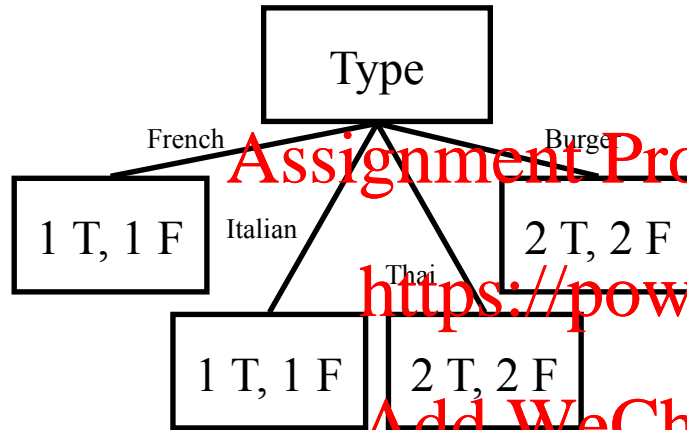 Type
French
Burger
Assignment Pro
1 T, 1 F
Italian
2 T, 2 F
Thai
https://pow
1 T, 1 F
2 T, 2 F
Add WeCh